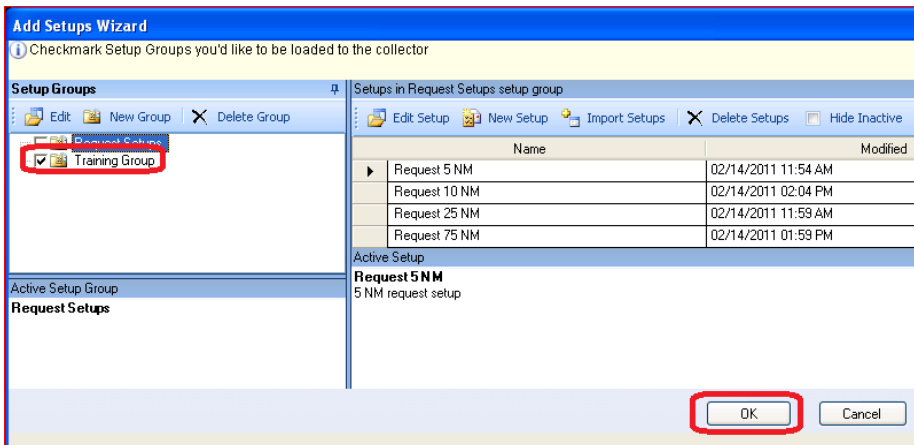 Add Setups Wizard
Checkmark Setup Groups you'd like to be loaded to the collector
Setup Groups
Edit New Group Delete Group
Request Setups
Training Group
Active Setup Group
Request Setups
Setups in Request Setups setup group
Edit Setup New Setup Import Setups Delete Setups Hide Inactive
Name Modified
Request 5 NM 02/14/2011 11:54 AM
Request 10 NM 02/14/2011 02:04 PM
Request 25 NM 02/14/2011 11:59 AM
Request 75 NM 02/14/2011 01:59 PM
Active Setup
Request 5 NM
5 NM request setup
OK Cancel